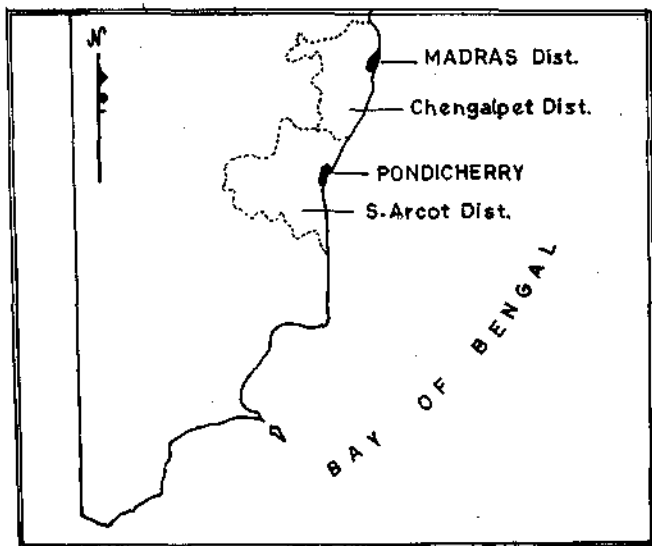 N
MADRAS Dist.
Chengalpet Dist.
PONDICHERRY
S-Arcot Dist.
BAY OF BENGAL